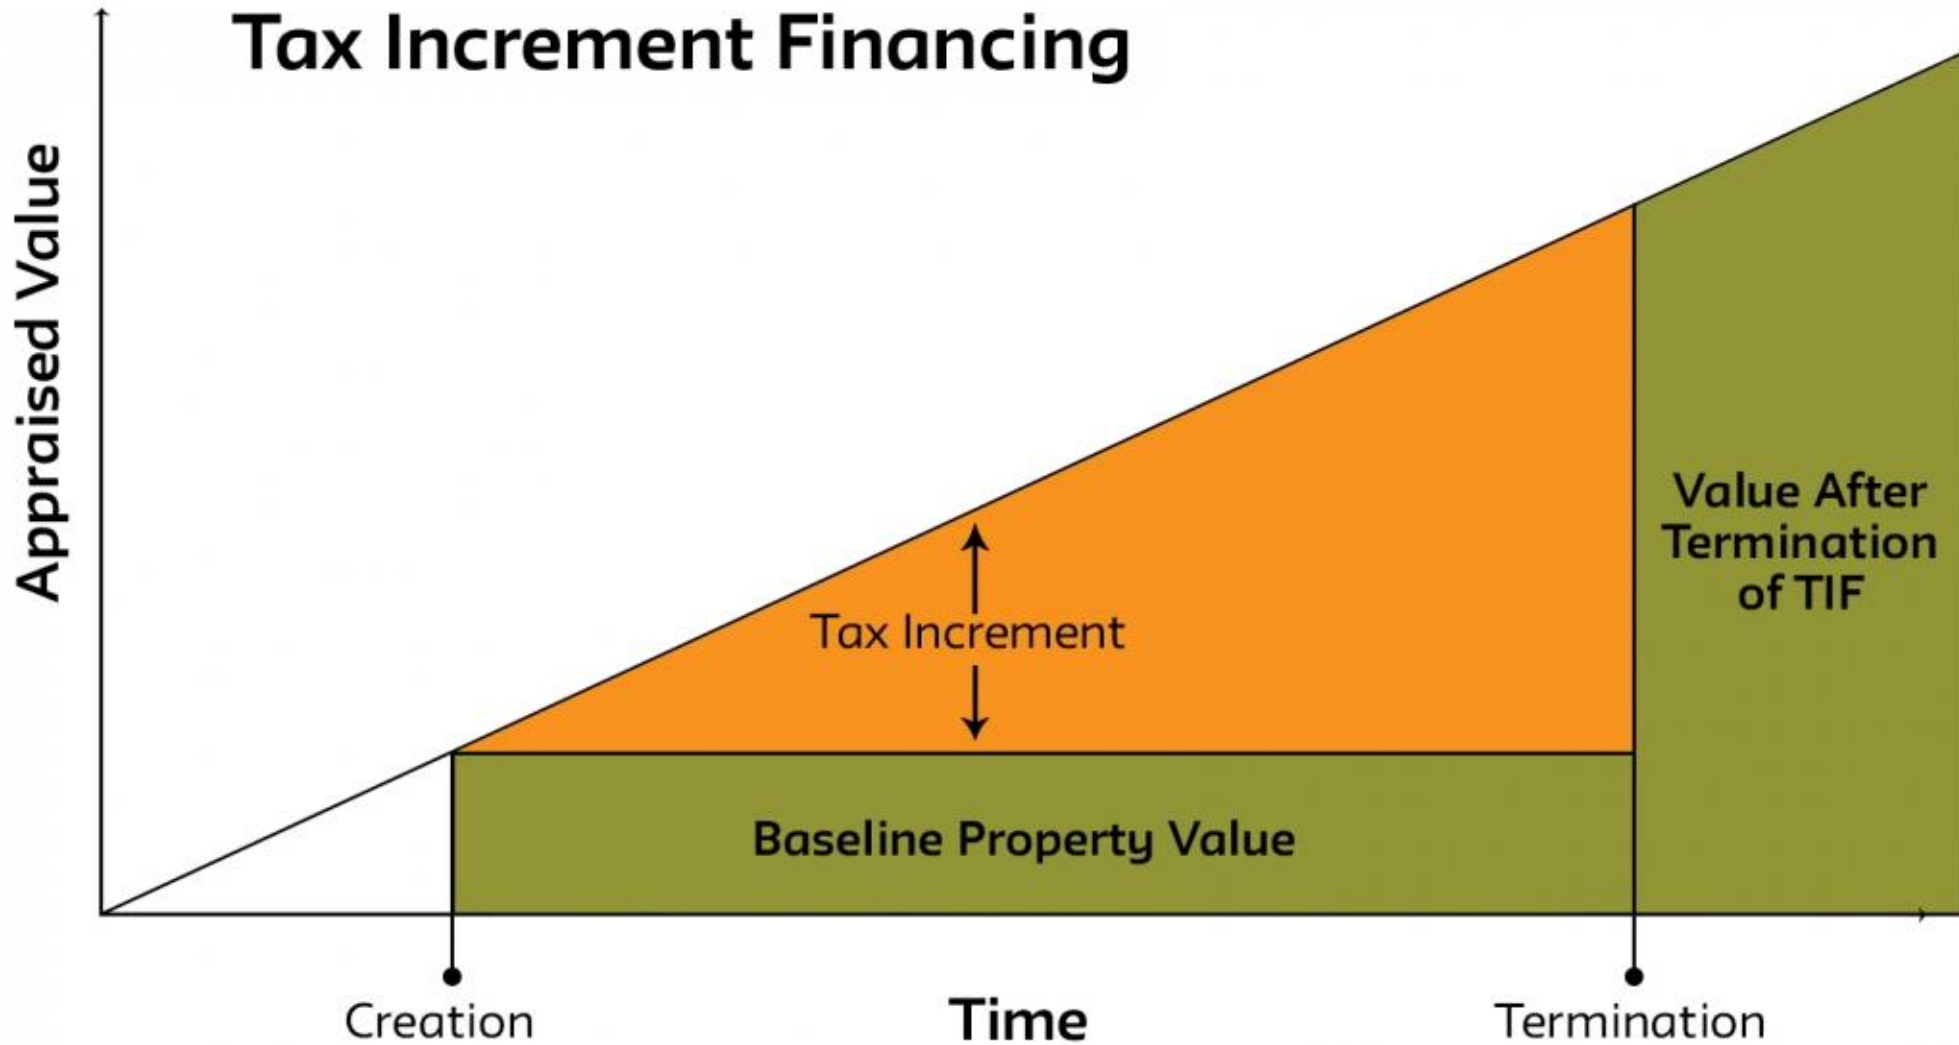 Tax Increment Financing
Appraised Value
Tax Increment
Value After
Termination
of TIF
Baseline Property Value
Creation
Time
Termination